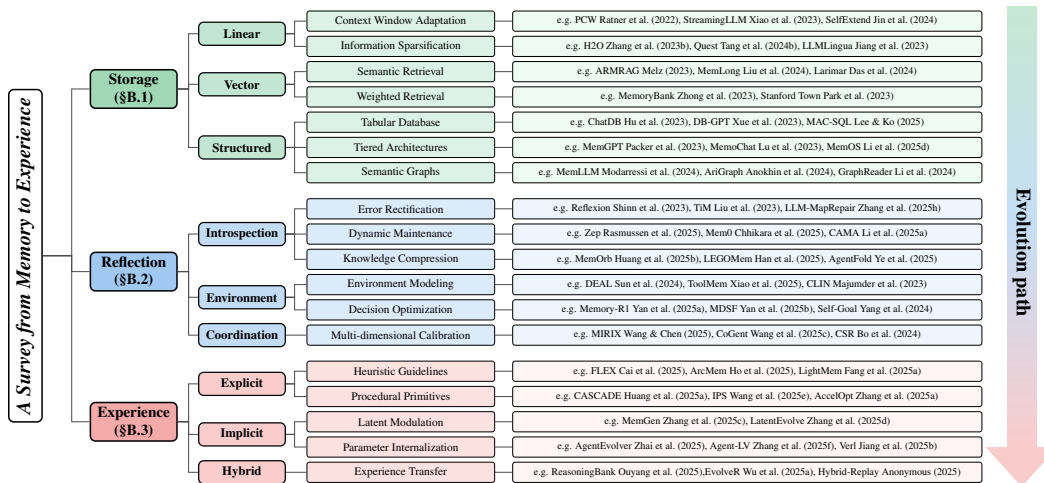 A Survey from Memory to Experience
Storage
(§B.1)
Linear
Context Window Adaptation
e.g. PCW Ratner et al. (2022), StreamingLLM Xiao et al. (2023), SelfExtend Jin et al. (2024)
Information Sparsification
e.g. H2O Zhang et al. (2023b), Quest Tang et al. (2024b), LLMLingua Jiang et al. (2023)
Vector
Semantic Retrieval
e.g. ARMRAG Melz (2023), MemLong Liu et al. (2024), Larimar Das et al. (2024)
Weighted Retrieval
e.g. MemoryBank Zhong et al. (2023), Stanford Town Park et al. (2023)
Structured
Tabular Database
e.g. ChatDB Hu et al. (2023), DB-GPT Xue et al. (2023), MAC-SQL Lee & Ko (2025)
Tiered Architectures
e.g. MemGPT Packer et al. (2023), MemoChat Lu et al. (2023), MemOS Li et al. (2025d)
Semantic Graphs
e.g. MemLLM Modarressi et al. (2024), AriGraph Anokhin et al. (2024), GraphReader Li et al. (2024)
Reflection
(§B.2)
Introspection
Error Rectification
e.g. Reflexion Shinn et al. (2023), TiM Liu et al. (2023), LLM-MapRepair Zhang et al. (2025h)
Dynamic Maintenance
e.g. Zep Rasmussen et al. (2025), Mem0 Chhikara et al. (2025), CAMA Li et al. (2025a)
Knowledge Compression
e.g. MemOrb Huang et al. (2025b), LEGOMem Han et al. (2025), AgentFold Ye et al. (2025)
Environment
Environment Modeling
e.g. DEAL Sun et al. (2024), ToolMem Xiao et al. (2025), CLIN Majumder et al. (2023)
Decision Optimization
e.g. Memory-R1 Yan et al. (2025a), MDSF Yan et al. (2025b), Self-Goal Yang et al. (2024)
Coordination
Multi-dimensional Calibration
e.g. MIRIX Wang & Chen (2025), CoGent Wang et al. (2025c), CSR Bo et al. (2024)
Experience
(§B.3)
Explicit
Heuristic Guidelines
e.g. FLEX Cai et al. (2025), ArcMem Ho et al. (2025), LightMem Fang et al. (2025a)
Procedural Primitives
e.g. CASCADE Huang et al. (2025a), IPS Wang et al. (2025e), AccelOpt Zhang et al. (2025a)
Implicit
Latent Modulation
e.g. MemGen Zhang et al. (2025c), LatentEvolve Zhang et al. (2025d)
Parameter Internalization
e.g. AgentEvolver Zhai et al. (2025), Agent-LV Zhang et al. (2025f), Verl Jiang et al. (2025b)
Hybrid
Experience Transfer
e.g. ReasoningBank Ouyang et al. (2025),EvolveR Wu et al. (2025a), Hybrid-Replay Anonymous (2025)
Evolution path